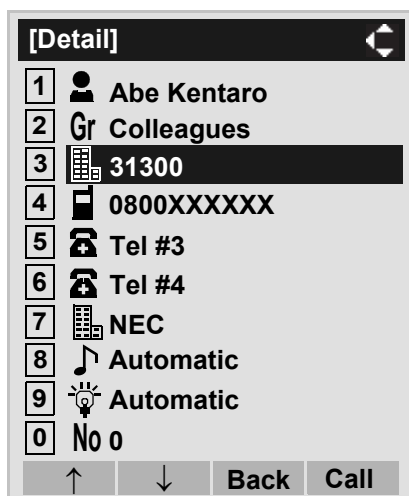 [Detail]
1 Abe Kentaro
2 Gr Colleagues
3 31300
4 0800XXXXXX
5 Tel #3
6 Tel #4
7 NEC
8 Automatic
9 Automatic
0 No 0
↑ ↓ Back Call